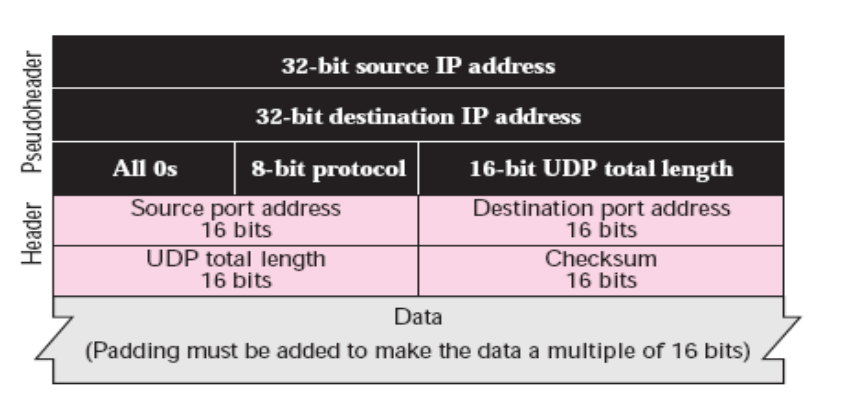 Pseudoheader
32-bit source IP address
32-bit destination IP address
All 0s
8-bit protocol
16-bit UDP total length
Header
Source port address
16 bits
Destination port address
16 bits
UDP total length
16 bits
Checksum
16 bits
Data
(Padding must be added to make the data a multiple of 16 bits)